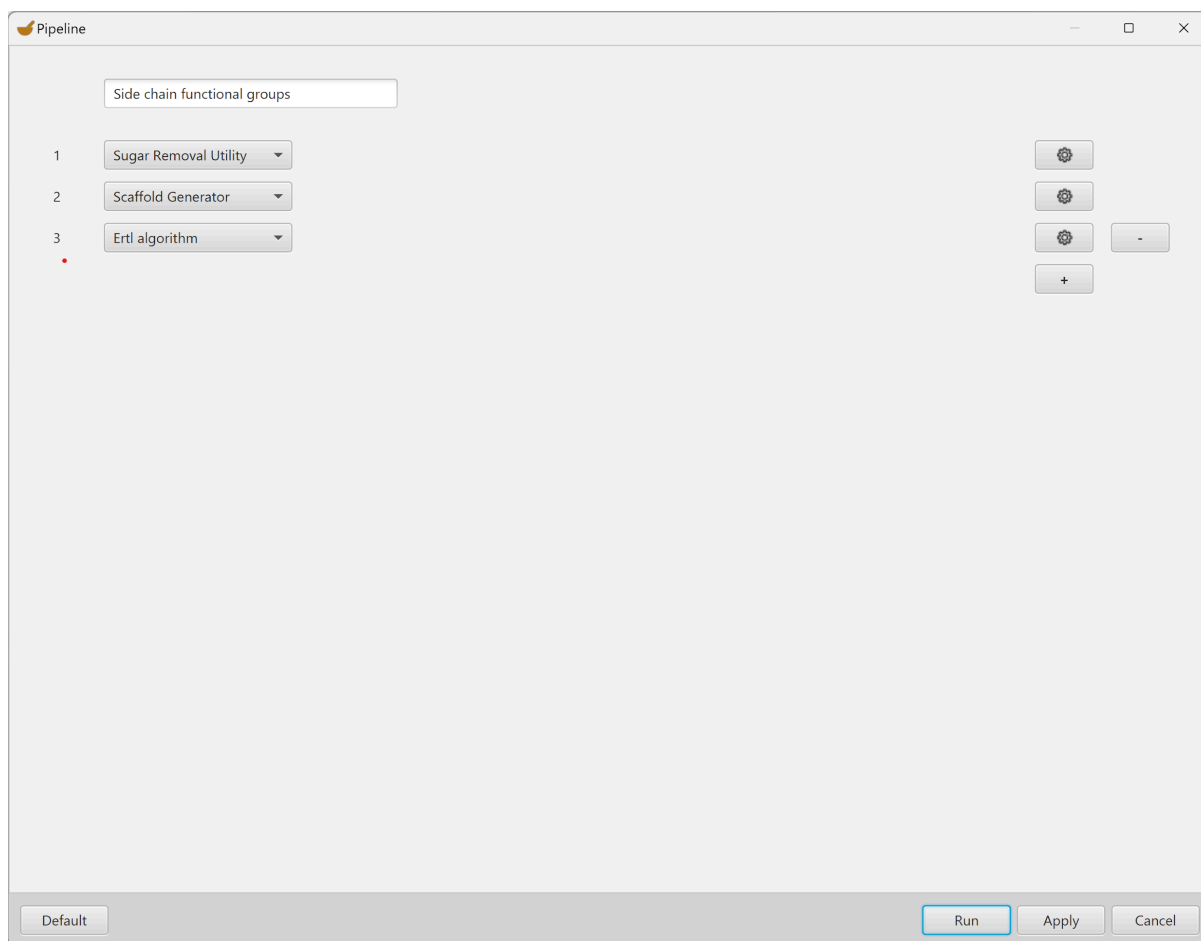 Pipeline
Side chain functional groups
1 Sugar Removal Utility
2 Scaffold Generator
3 Ertl algorithm -
+
Default Run Apply Cancel